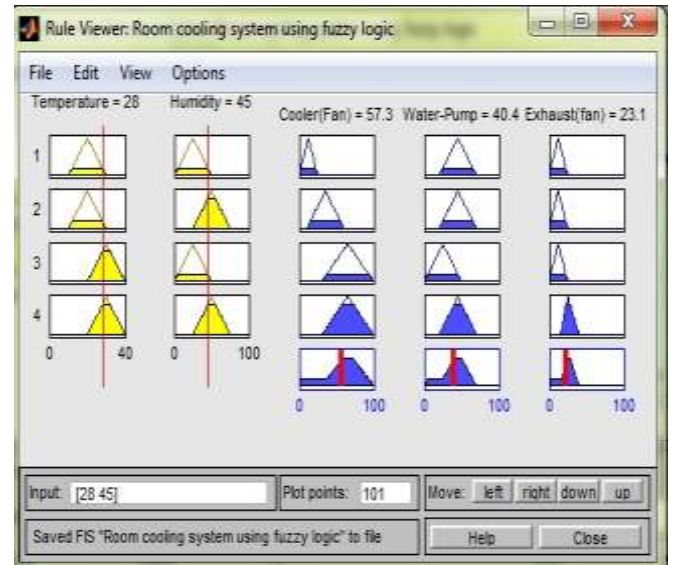 Rule Viewer: Room cooling system using fuzzy logic
File Edit View Options
Temperature = 28 Humidity = 45 Cooler(Fan) = 57.3 Water-Pump = 40.4 Exhaust(fan) = 23.1
1
2
3
4
0 40 0 100
0 100 0 100 0 100
Input: [28 45] Plot points: 101 Move: left right down up
Saved FIS "Room cooling system using fuzzy logic" to file Help Close